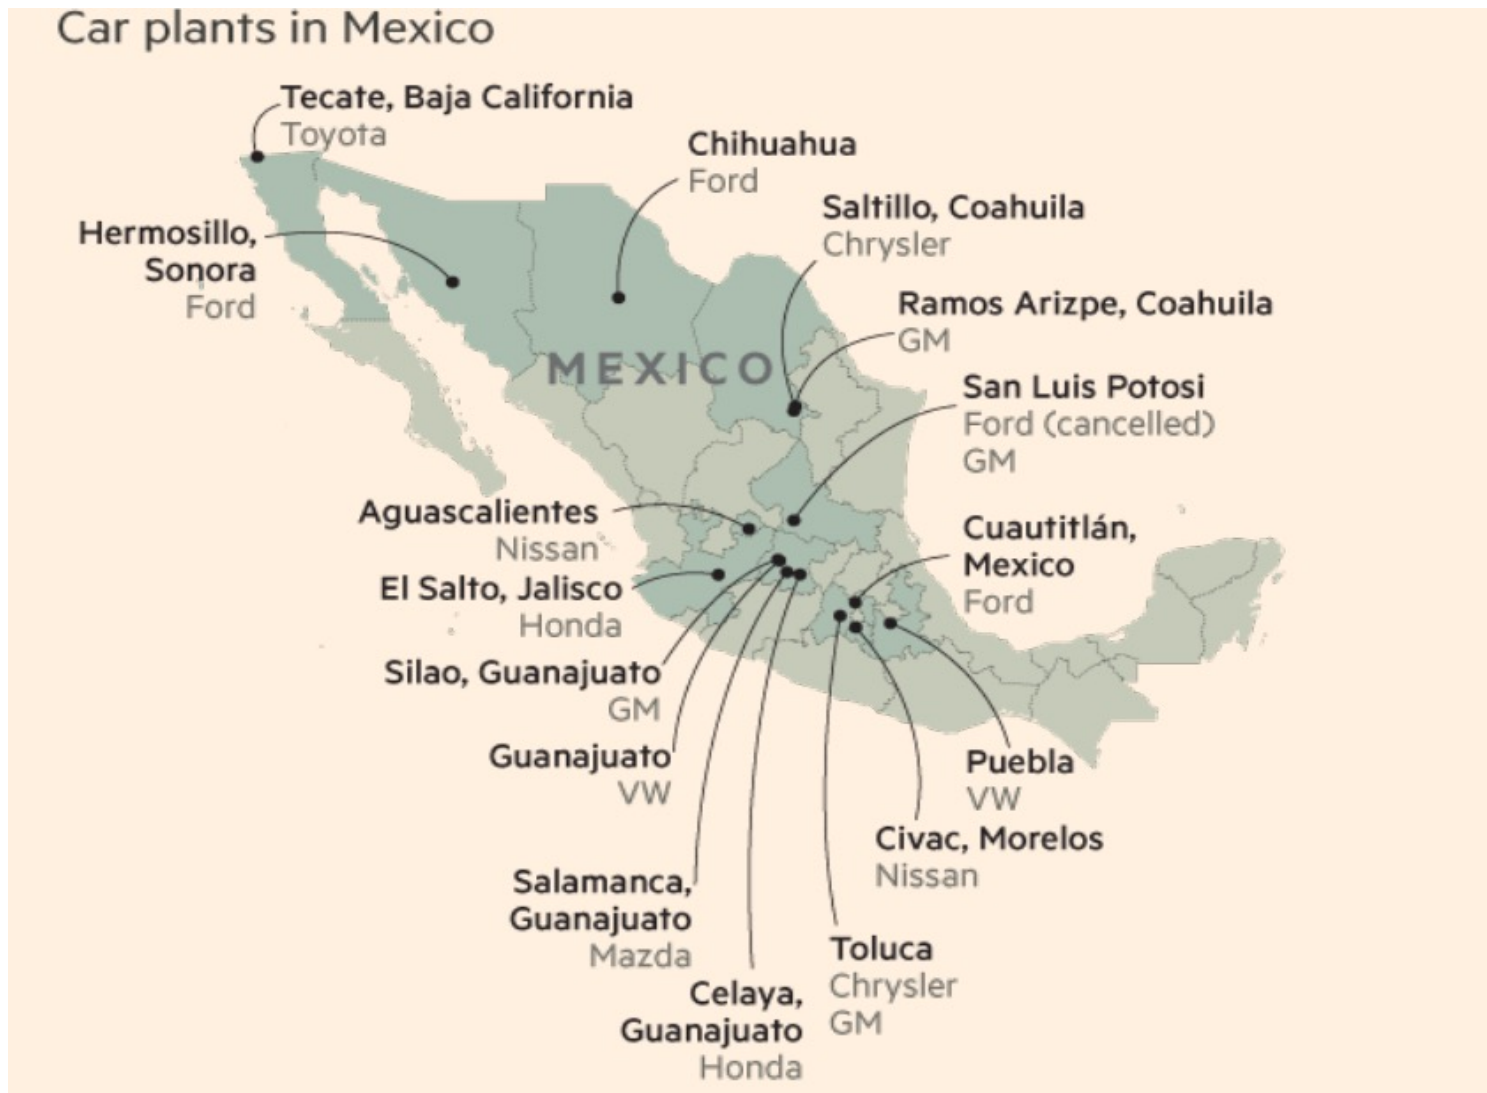 Car plants in Mexico
Tecate, Baja California
Toyota
Chihuahua
Ford
Saltillo, Coahuila
Chrysler
Hermosillo,
Sonora
Ford
Ramos Arizpe, Coahuila
GM
MEXICO
San Luis Potosi
Ford (cancelled)
GM
Aguascalientes
Nissan
Cuautitlán,
Mexico
Ford
El Salto, Jalisco
Honda
Silao, Guanajuato
GM
Guanajuato
VW
Puebla
VW
Civac, Morelos
Nissan
Salamanca,
Guanajuato
Mazda
Toluca
Chrysler
GM
Celaya,
Guanajuato
Honda